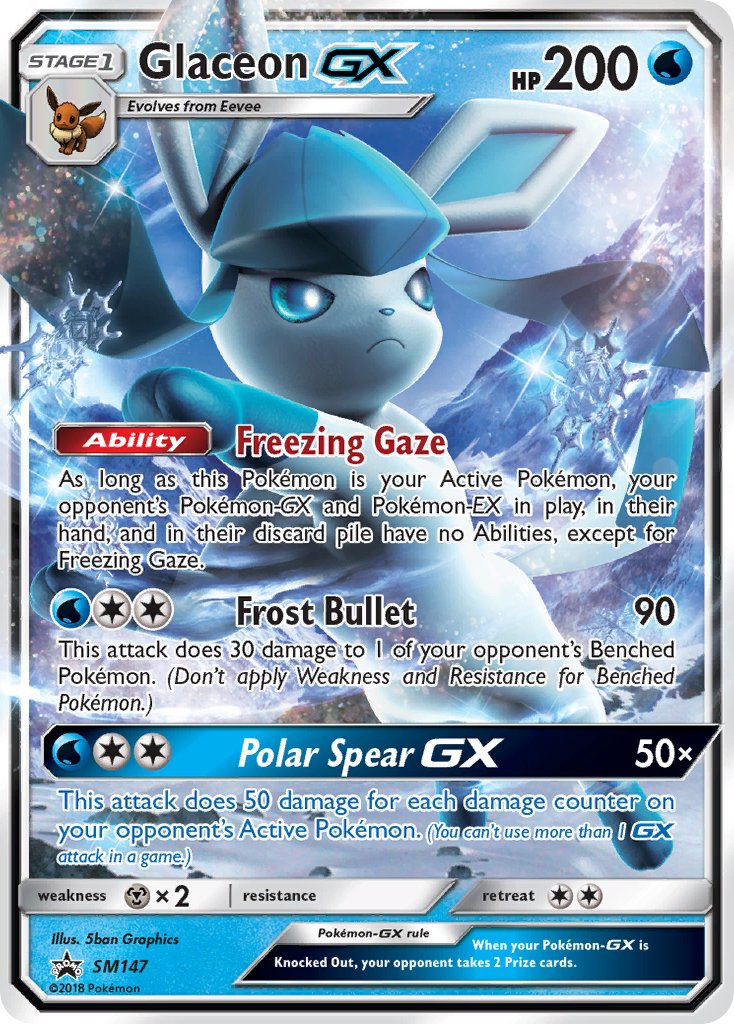 STAGE1 Glaceon GX HP200
Evolves from Eevee
Ability Freezing Gaze
As long as this Pokémon is your Active Pokémon, your
opponent's Pokémon-GX and Pokémon-EX in play, in their
hand, and in their discard pile have no Abilities, except for
Freezing Gaze.
Frost Bullet 90
This attack does 30 damage to 1 of your opponent's Benched
Pokémon. (Don't apply Weakness and Resistance for Benched
Pokémon.)
Polar Spear GX 50×
This attack does 50 damage for each damage counter on
your opponent's Active Pokémon. (You can't use more than 1 GX
attack in a game.)
weakness ×2 resistance retreat
Illus. 5ban Graphics
PROMO SM147
©2018 Pokémon
Pokémon-GX rule
When your Pokémon-GX is
Knocked Out, your opponent takes 2 Prize cards.